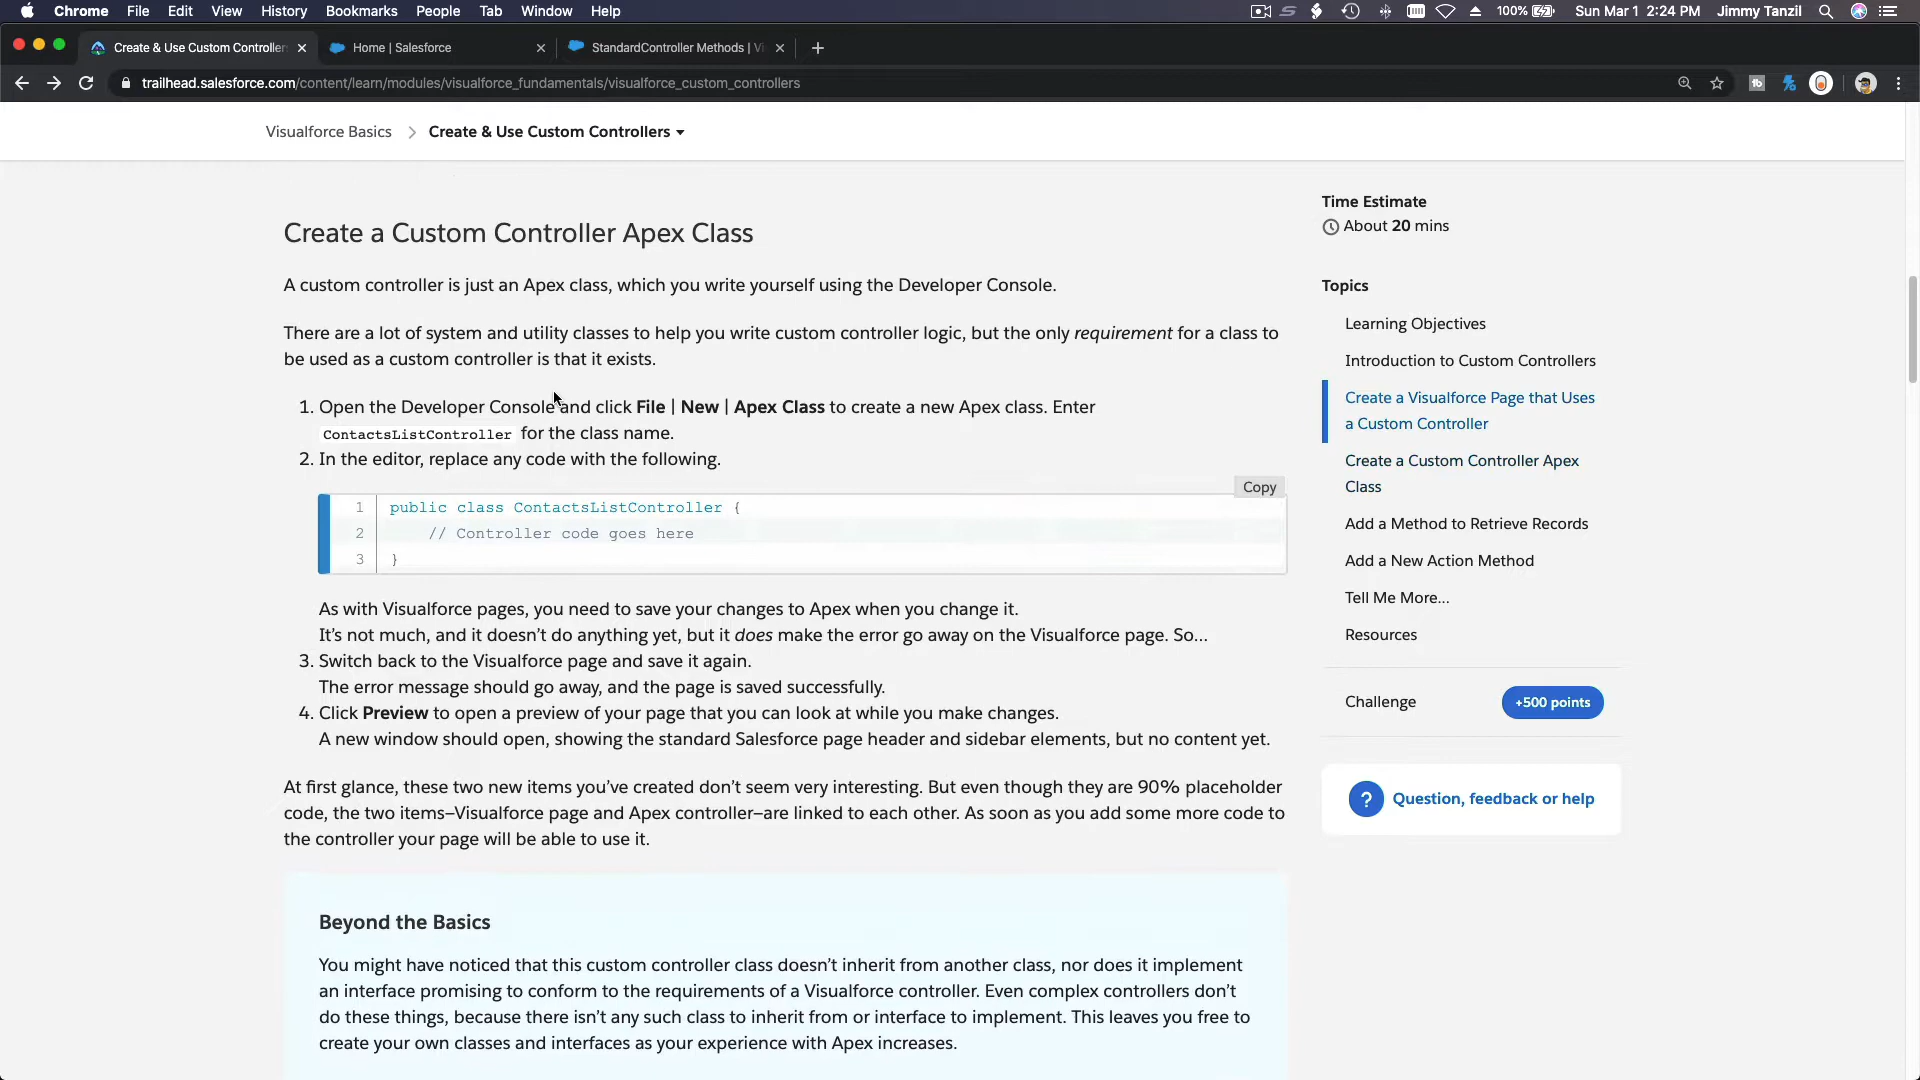 Chrome File Edit View History Bookmarks People Tab Window Help 100% Sun Mar 1 2:24 PM Jimmy Tanzil
Create & Use Custom Controller Home | Salesforce StandardController Methods | Vi
trailhead.salesforce.com/content/learn/modules/visualforce_fundamentals/visualforce_custom_controllers
Visualforce Basics Create & Use Custom Controllers
Create a Custom Controller Apex Class
A custom controller is just an Apex class, which you write yourself using the Developer Console.
There are a lot of system and utility classes to help you write custom controller logic, but the only requirement for a class to
be used as a custom controller is that it exists.
1. Open the Developer Console and click File | New | Apex Class to create a new Apex class. Enter
ContactsListController for the class name.
2. In the editor, replace any code with the following.
Copy
1 public class ContactsListController {
2 // Controller code goes here
3 }
As with Visualforce pages, you need to save your changes to Apex when you change it.
It’s not much, and it doesn’t do anything yet, but it does make the error go away on the Visualforce page. So…
3. Switch back to the Visualforce page and save it again.
The error message should go away, and the page is saved successfully.
4. Click Preview to open a preview of your page that you can look at while you make changes.
A new window should open, showing the standard Salesforce page header and sidebar elements, but no content yet.
At first glance, these two new items you’ve created don’t seem very interesting. But even though they are 90% placeholder
code, the two items—Visualforce page and Apex controller—are linked to each other. As soon as you add some more code to
the controller your page will be able to use it.
Beyond the Basics
You might have noticed that this custom controller class doesn’t inherit from another class, nor does it implement
an interface promising to conform to the requirements of a Visualforce controller. Even complex controllers don’t
do these things, because there isn’t any such class to inherit from or interface to implement. This leaves you free to
create your own classes and interfaces as your experience with Apex increases.
Time Estimate
About 20 mins
Topics
Learning Objectives
Introduction to Custom Controllers
Create a Visualforce Page that Uses
a Custom Controller
Create a Custom Controller Apex
Class
Add a Method to Retrieve Records
Add a New Action Method
Tell Me More...
Resources
Challenge +500 points
? Question, feedback or help